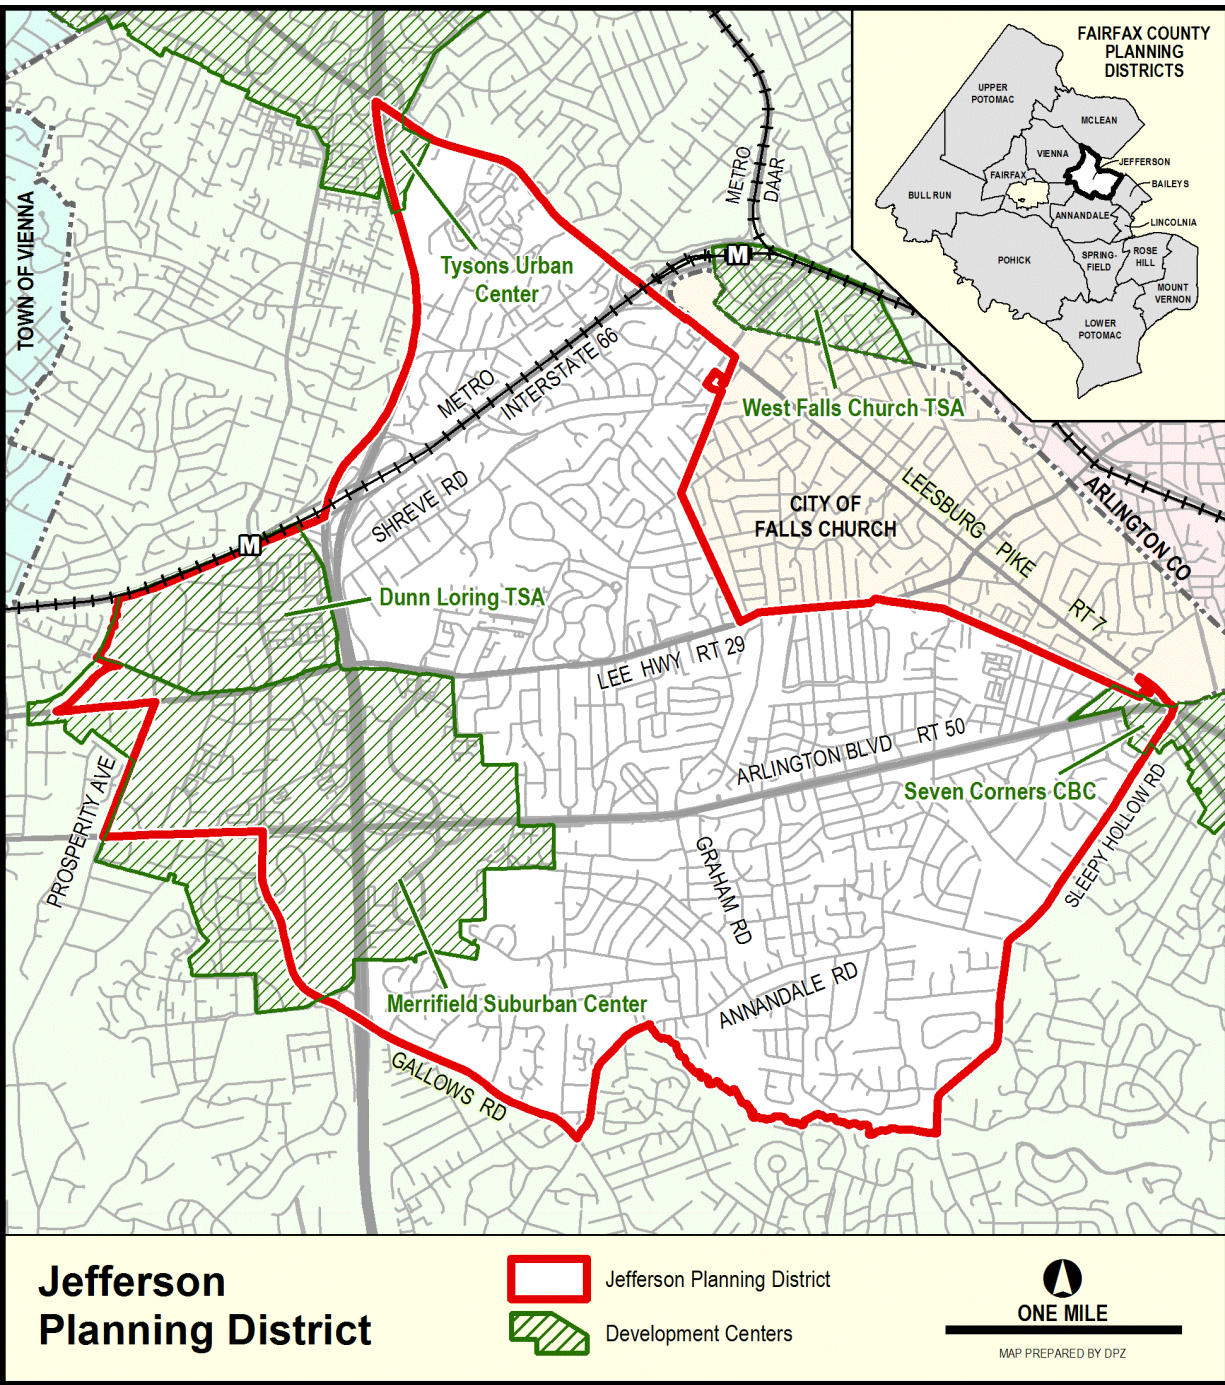 FAIRFAX COUNTY
PLANNING
DISTRICTS
UPPER
POTOMAC
MCLEAN
VIENNA
JEFFERSON
FAIRFAX
BAILEYS
BULL RUN
ANNANDALE
LINCOLNIA
POHICK
SPRING-
FIELD
ROSE
HILL
MOUNT
VERNON
LOWER
POTOMAC
METRO
DAAR
M
TOWN OF VIENNA
Tysons Urban
Center
METRO
INTERSTATE 66
West Falls Church TSA
SHREVE RD
CITY OF
FALLS CHURCH
LEESBURG PIKE
RT 7
ARLINGTON CO
M
Dunn Loring TSA
LEE HWY RT 29
ARLINGTON BLVD RT 50
Seven Corners CBC
SLEEPY HOLLOW RD
PROSPERITY AVE
GRAHAM RD
ANNANDALE RD
Merrifield Suburban Center
GALLOWS RD
Jefferson
Planning District
Jefferson Planning District
Development Centers
ONE MILE
MAP PREPARED BY DPZ